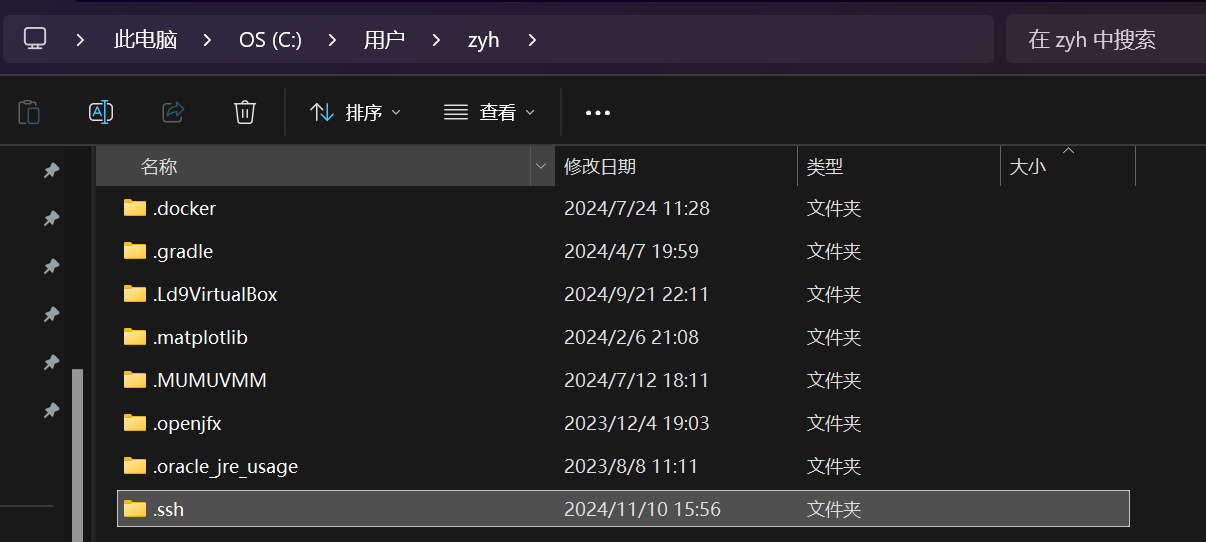 此电脑 > OS (C:) > 用户 > zyh >
在 zyh 中搜索
排序 查看
名称 修改日期 类型 大小
.docker 2024/7/24 11:28 文件夹
.gradle 2024/4/7 19:59 文件夹
.Ld9VirtualBox 2024/9/21 22:11 文件夹
.matplotlib 2024/2/6 21:08 文件夹
.MUMUVMM 2024/7/12 18:11 文件夹
.openjfx 2023/12/4 19:03 文件夹
.oracle_jre_usage 2023/8/8 11:11 文件夹
.ssh 2024/11/10 15:56 文件夹